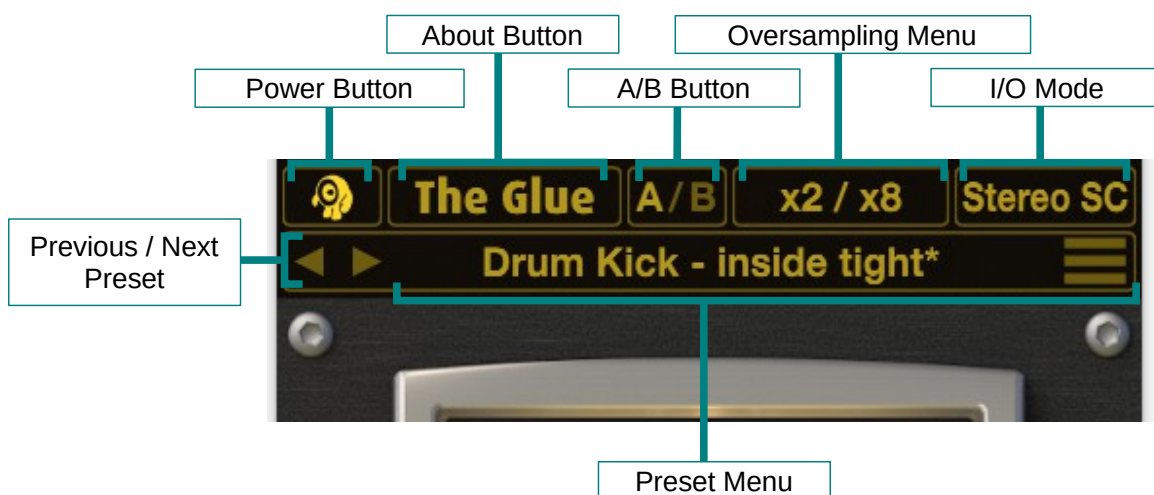 About Button
Oversampling Menu
Power Button
A/B Button
I/O Mode
The Glue
A/B
x2 / x8
Stereo SC
Previous / Next
Preset
Drum Kick - inside tight*
Preset Menu